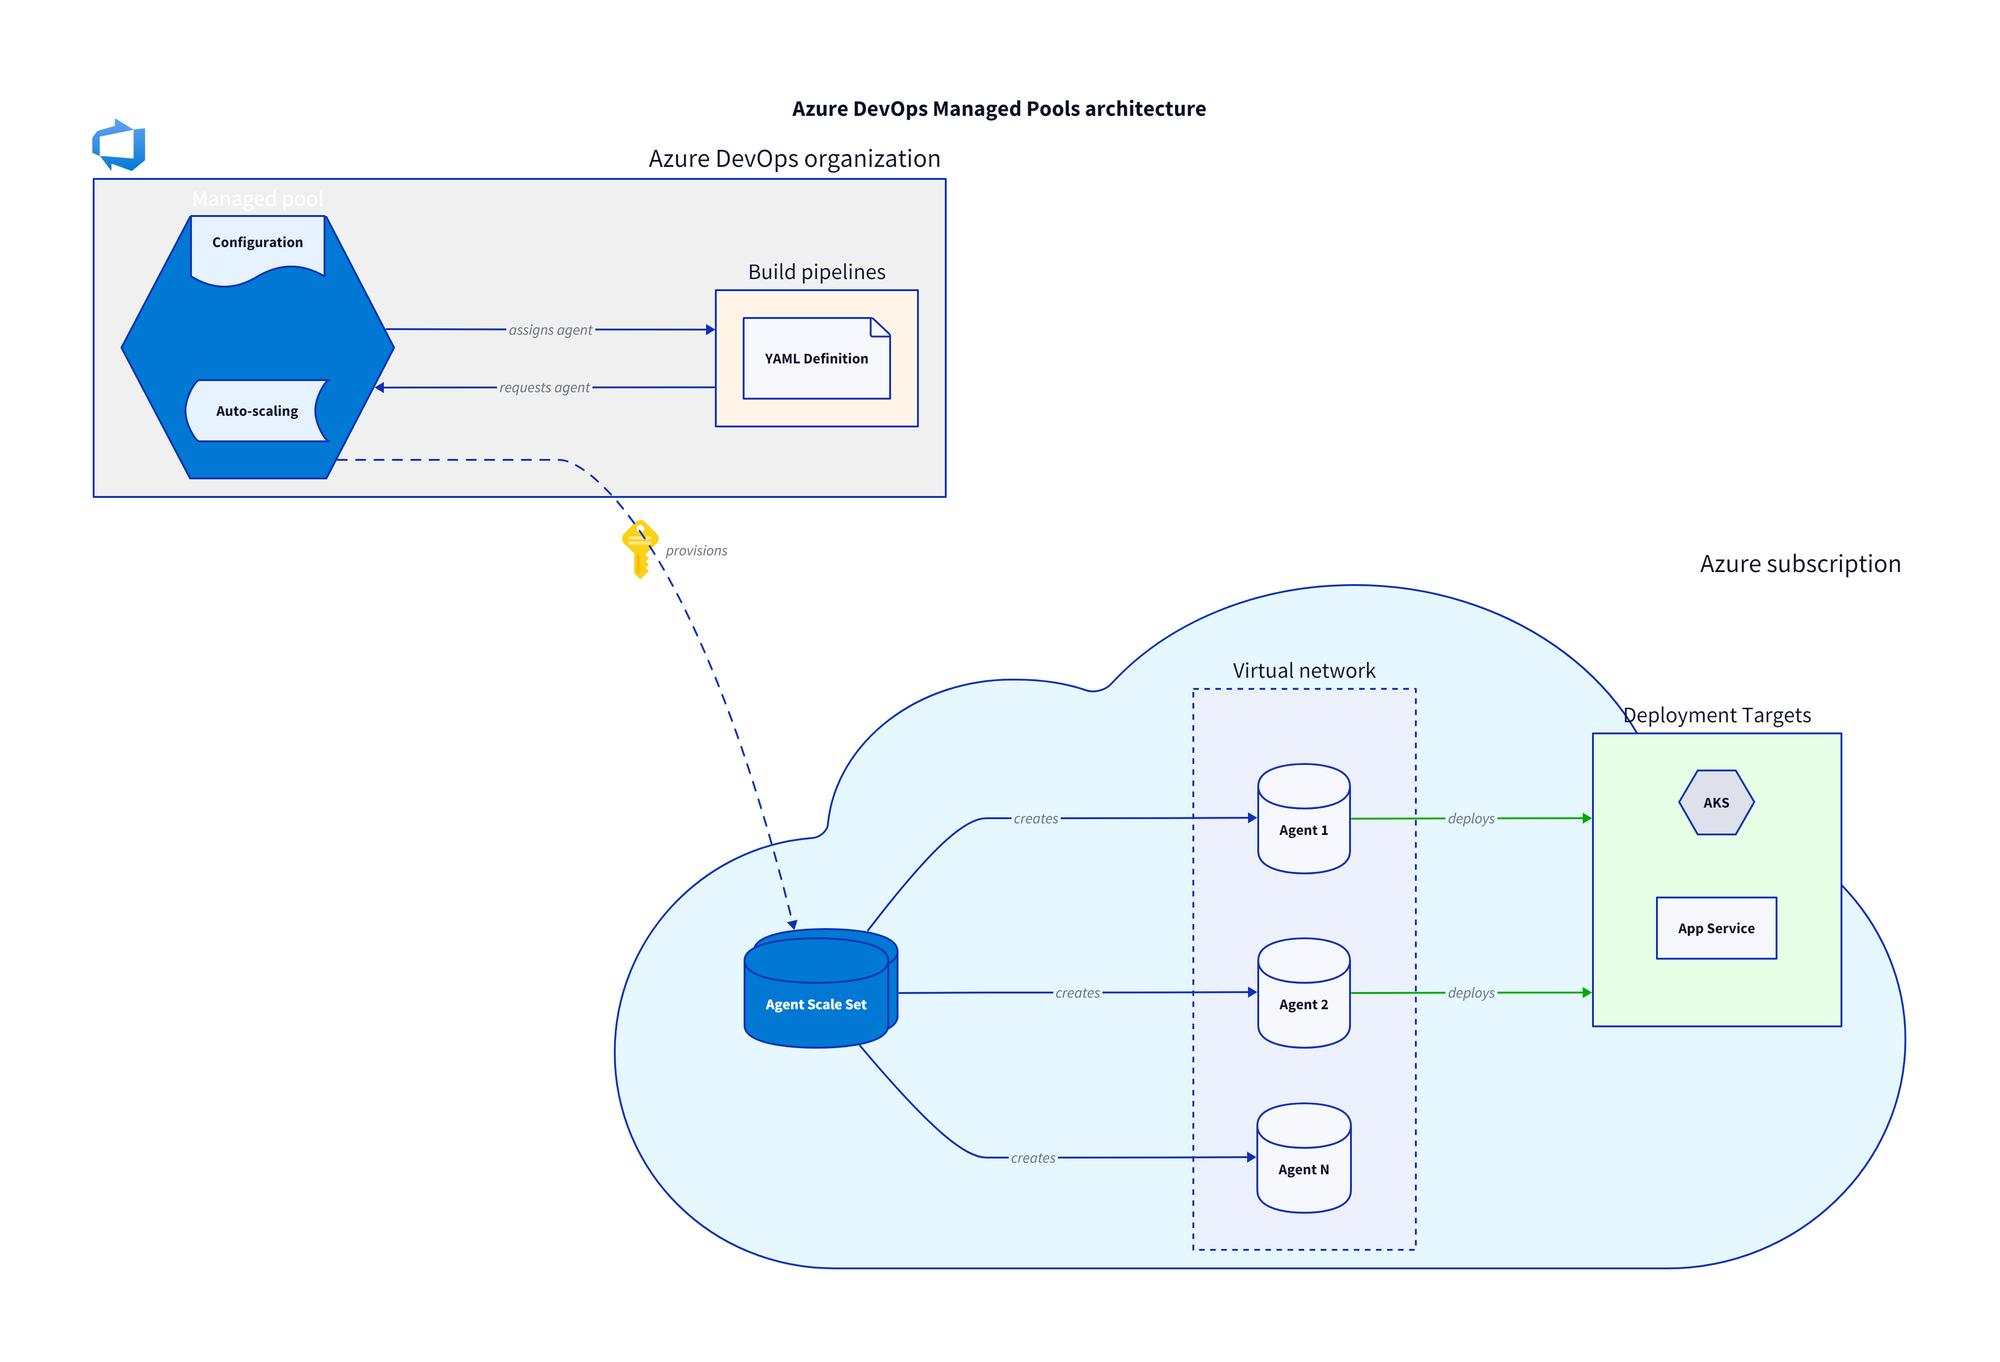 Azure DevOps Managed Pools architecture
Azure DevOps organization
Managed pool
Configuration
Build pipelines
assigns agent
YAML Definition
requests agent
Auto-scaling
provisions
Azure subscription
Virtual network
Deployment Targets
AKS
creates
Agent 1
deploys
App Service
Agent Scale Set
creates
Agent 2
deploys
creates
Agent N